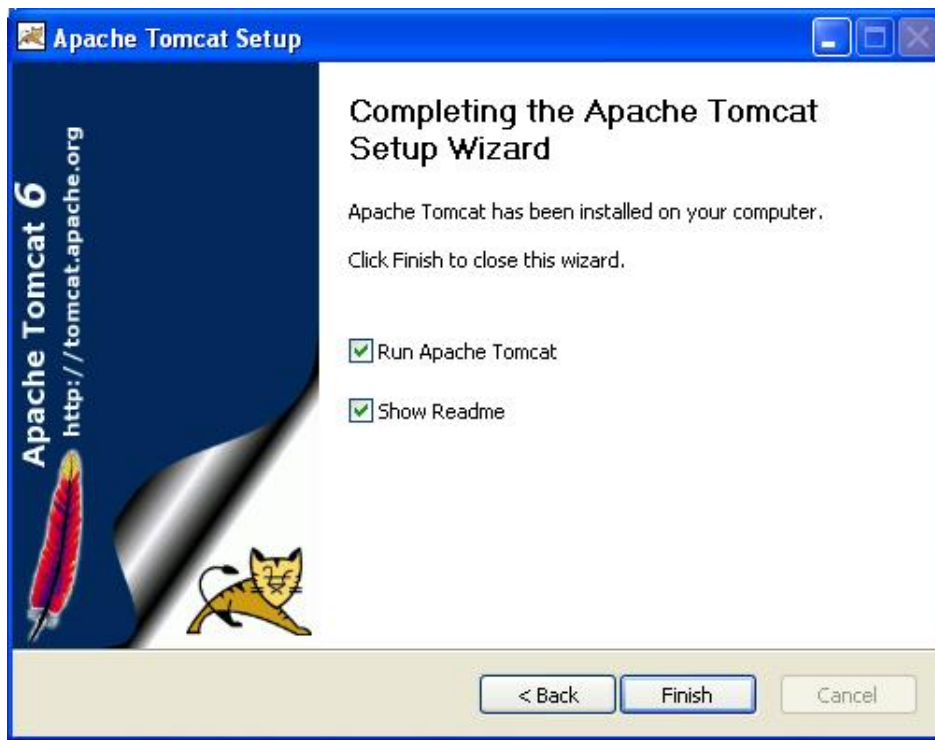 Apache Tomcat Setup
Apache Tomcat 6
http://tomcat.apache.org
Completing the Apache Tomcat
Setup Wizard
Apache Tomcat has been installed on your computer.
Click Finish to close this wizard.
Run Apache Tomcat
Show Readme
< Back Finish Cancel